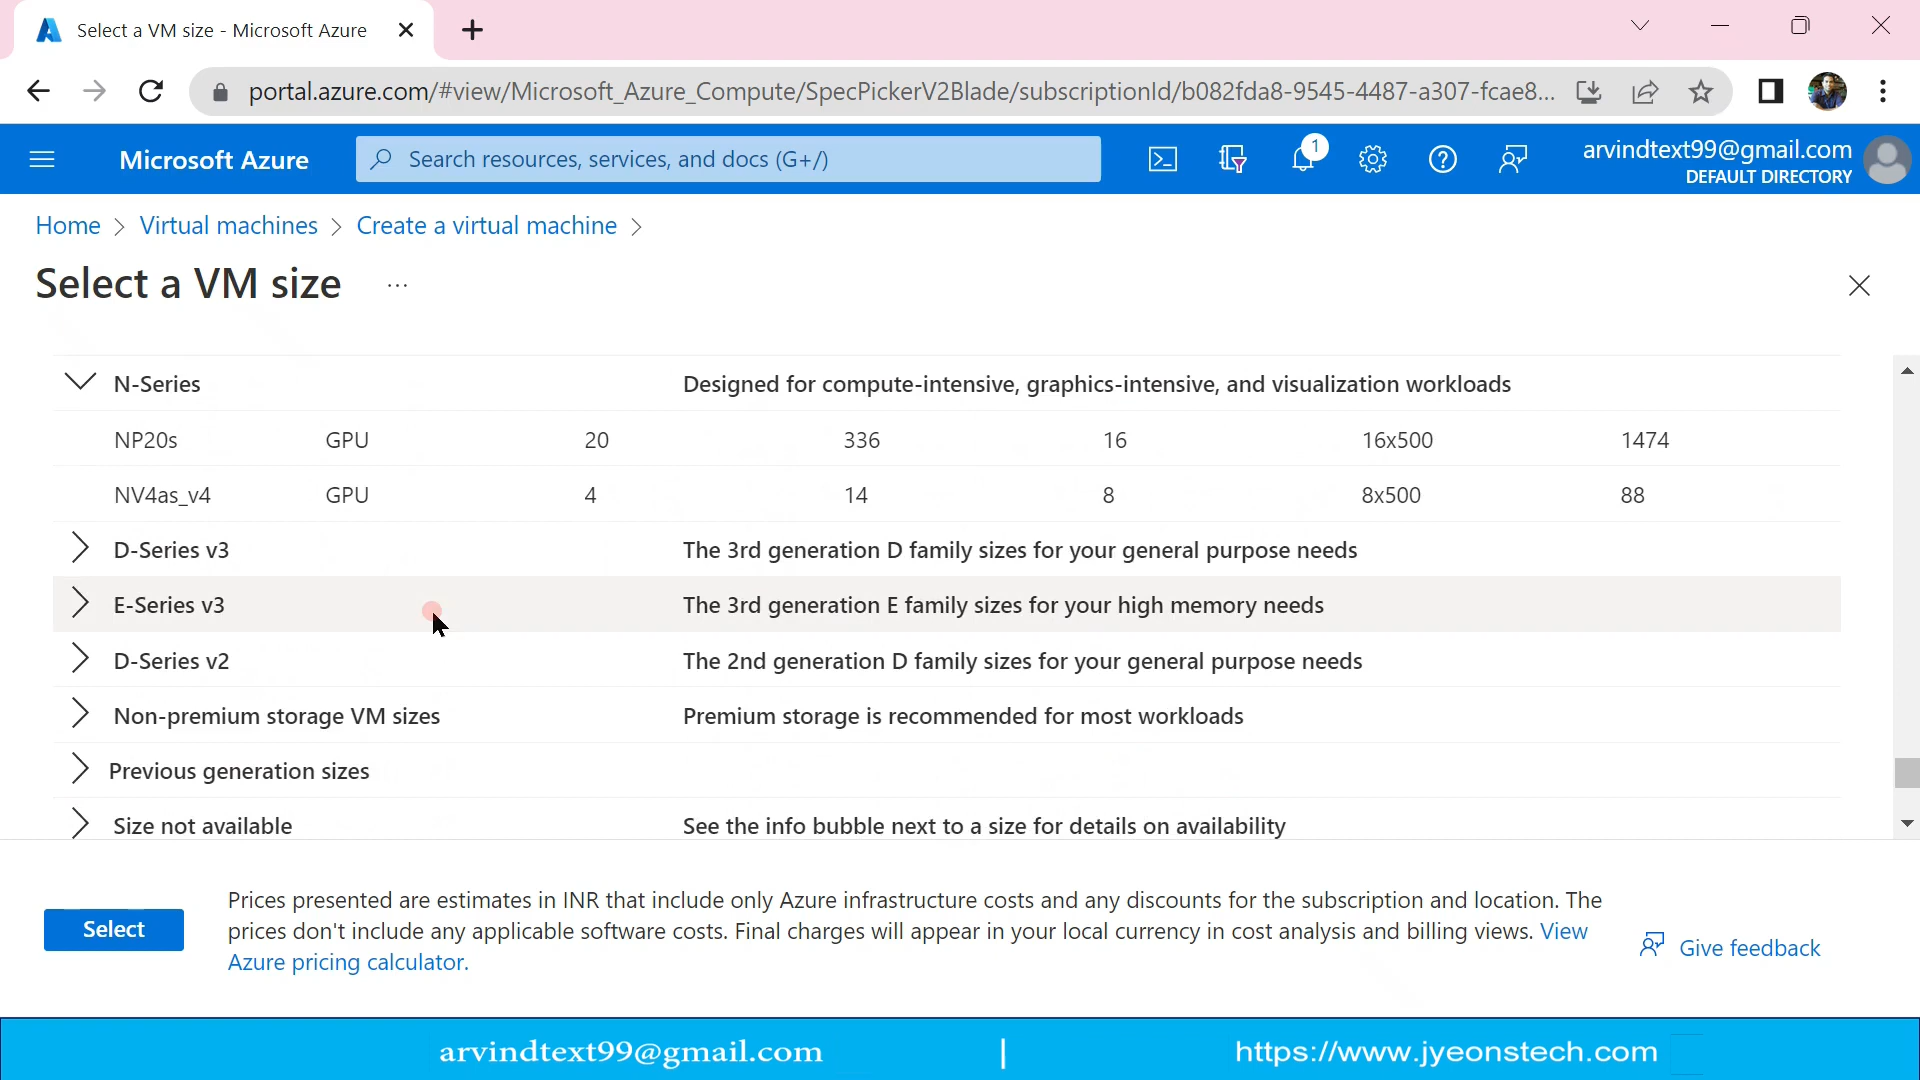 Select a VM size - Microsoft Azure
portal.azure.com/#view/Microsoft_Azure_Compute/SpecPickerV2Blade/subscriptionId/b082fda8-9545-4487-a307-fcae8...
Microsoft Azure
Search resources, services, and docs (G+/)
1
arvindtext99@gmail.com
DEFAULT DIRECTORY
Home > Virtual machines > Create a virtual machine >
Select a VM size ...
N-Series Designed for compute-intensive, graphics-intensive, and visualization workloads
NP20s GPU 20 336 16 16x500 1474
NV4as_v4 GPU 4 14 8 8x500 88
D-Series v3 The 3rd generation D family sizes for your general purpose needs
E-Series v3 The 3rd generation E family sizes for your high memory needs
D-Series v2 The 2nd generation D family sizes for your general purpose needs
Non-premium storage VM sizes Premium storage is recommended for most workloads
Previous generation sizes
Size not available See the info bubble next to a size for details on availability
Select
Prices presented are estimates in INR that include only Azure infrastructure costs and any discounts for the subscription and location. The
prices don't include any applicable software costs. Final charges will appear in your local currency in cost analysis and billing views. View
Azure pricing calculator.
Give feedback
arvindtext99@gmail.com | https://www.jyeonstech.com